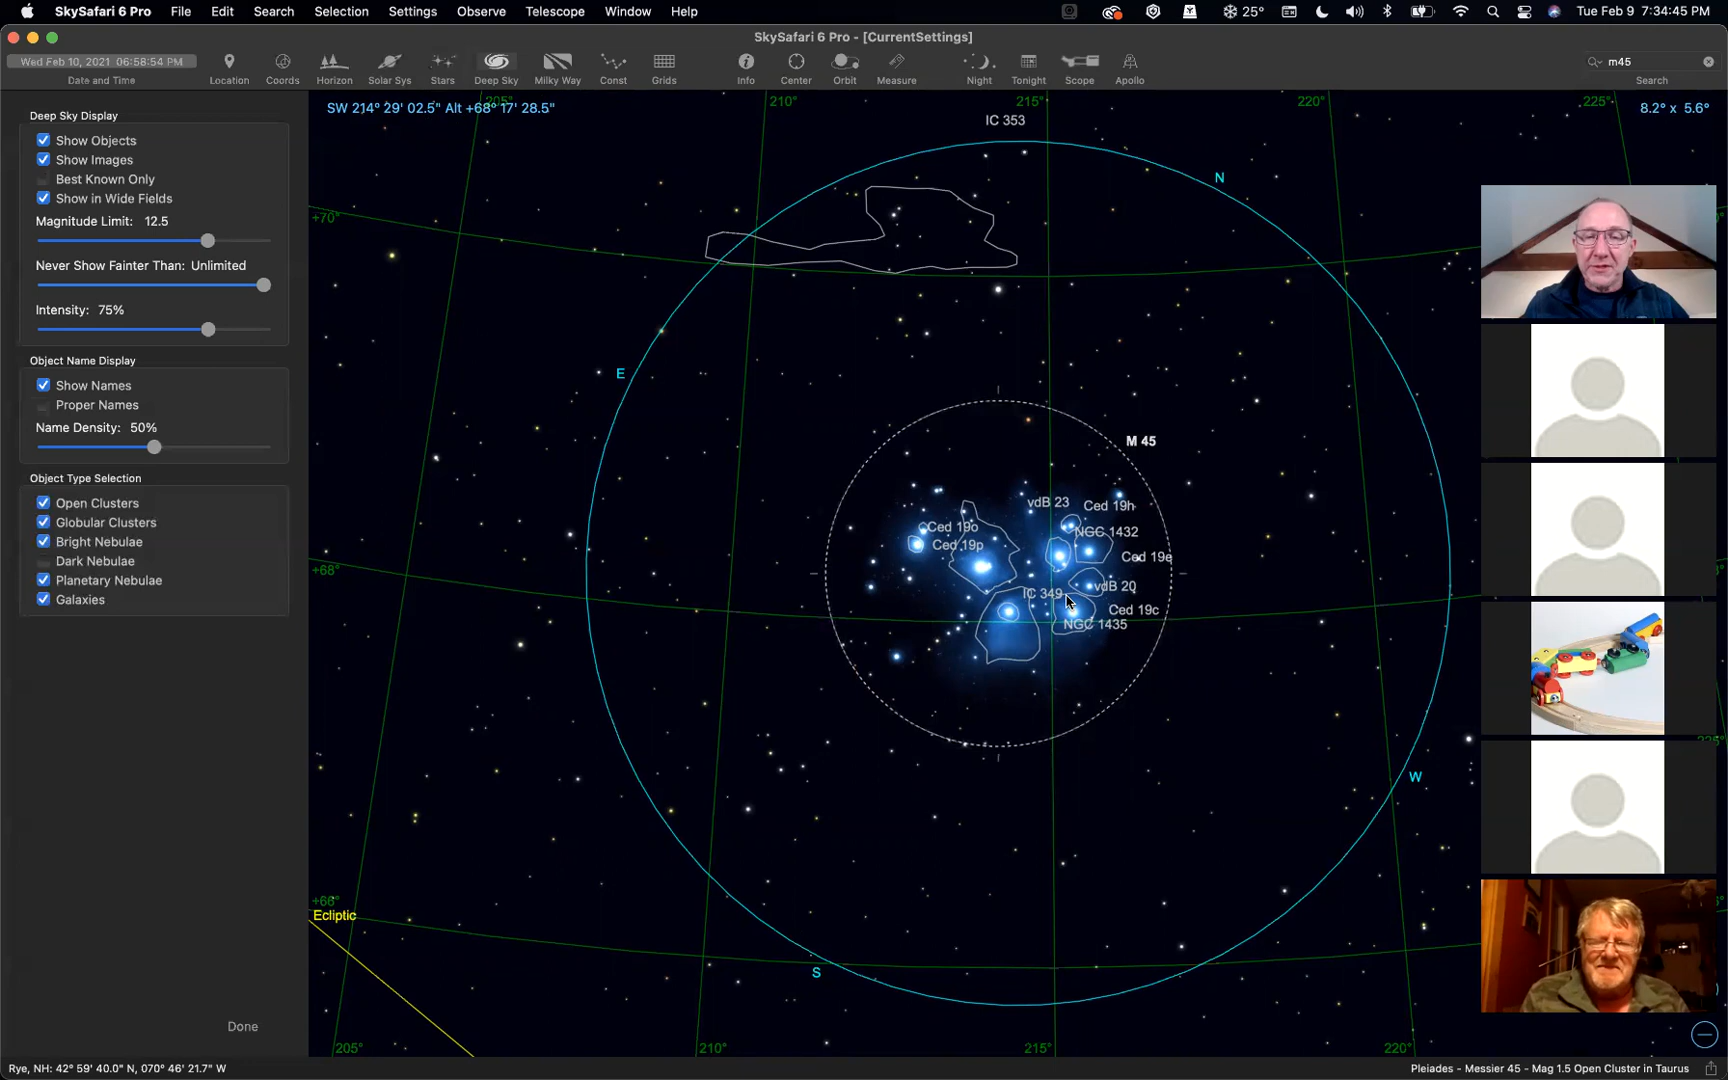 SkySafari 6 Pro File Edit Search Selection Settings Observe Telescope Window Help 25° Tue Feb 9 7:34:45 PM
SkySafari 6 Pro - [CurrentSettings]
Wed Feb 10, 2021 06:58:54 PM
Date and Time Location Coords Horizon Solar Sys Stars Deep Sky Milky Way Const Grids Info Center Orbit Measure Night Tonight Scope Apollo
m45
Search
Deep Sky Display
Show Objects
Show Images
Best Known Only
Show in Wide Fields
Magnitude Limit: 12.5
Never Show Fainter Than: Unlimited
Intensity: 75%
Object Name Display
Show Names
Proper Names
Name Density: 50%
Object Type Selection
Open Clusters
Globular Clusters
Bright Nebulae
Dark Nebulae
Planetary Nebulae
Galaxies
Done
205° 210° 215° 220° 225°
SW 214° 29' 02.5" Alt +68° 17' 28.5"
8.2° x 5.6°
IC 353
N
+70°
E
M 45
vdB 23
Ced 19h
Ced 19o
NGC 1432
Ced 19p
Ced 19e
+68°
vdB 20
IC 349
Ced 19c
NGC 1435
W
+66°
Ecliptic
S
205° 210° 215° 220°
Rye, NH: 42° 59' 40.0" N, 070° 46' 21.7" W
Pleiades - Messier 45 - Mag 1.5 Open Cluster in Taurus